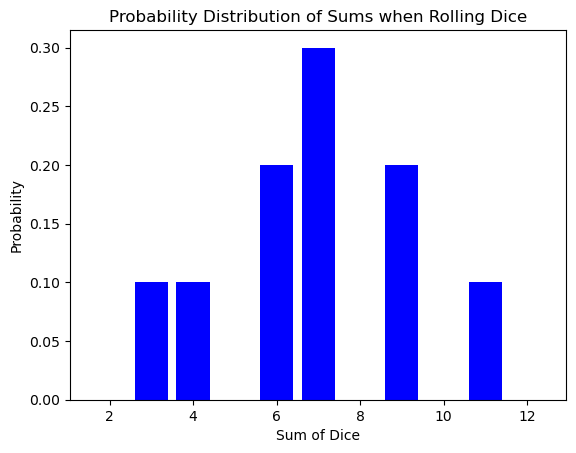 Probability Distribution of Sums when Rolling Dice
0.30
0.25
0.20
0.15
0.10
0.05
0.00
Probability
2 4 6 8 10 12
Sum of Dice